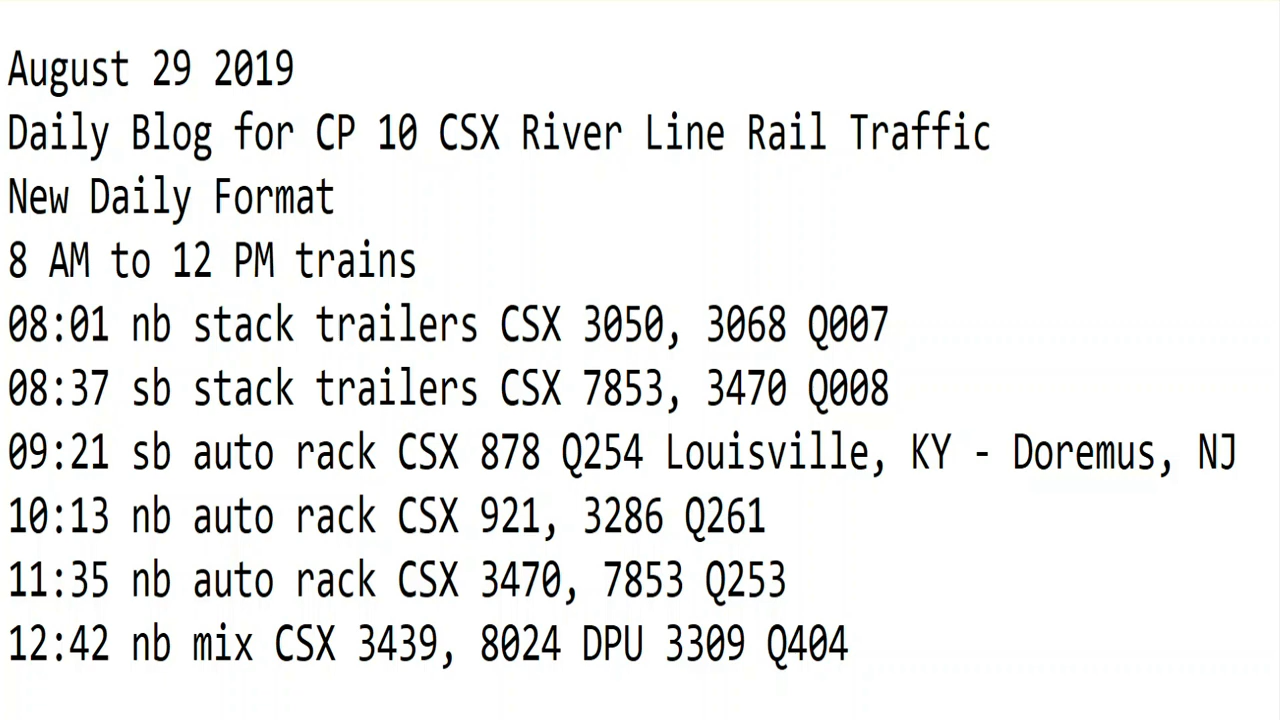 August 29 2019
Daily Blog for CP 10 CSX River Line Rail Traffic
New Daily Format
8 AM to 12 PM trains
08:01 nb stack trailers CSX 3050, 3068 Q007
08:37 sb stack trailers CSX 7853, 3470 Q008
09:21 sb auto rack CSX 878 Q254 Louisville, KY - Doremus, NJ
10:13 nb auto rack CSX 921, 3286 Q261
11:35 nb auto rack CSX 3470, 7853 Q253
12:42 nb mix CSX 3439, 8024 DPU 3309 Q404